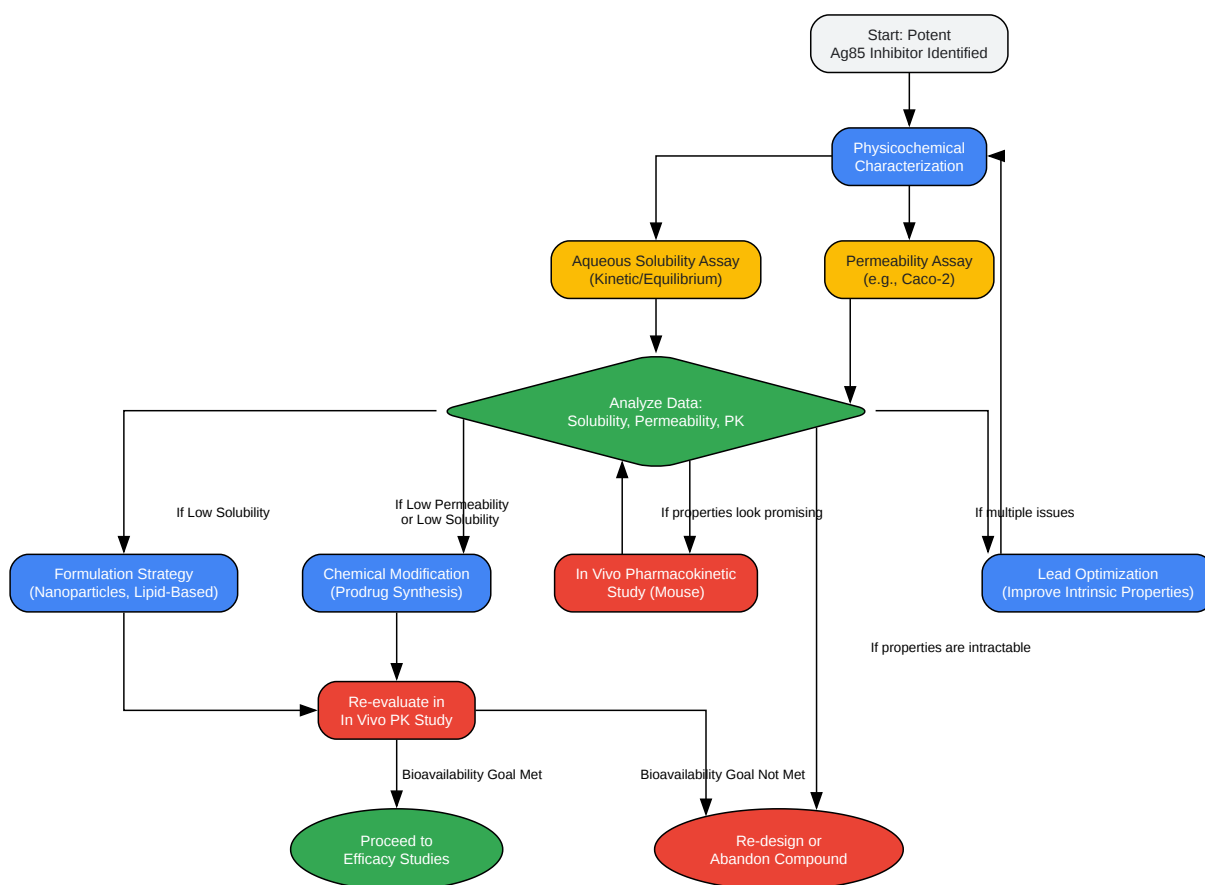 Start: Potent
Ag85 Inhibitor Identified
Physicochemical
Characterization
Aqueous Solubility Assay
(Kinetic/Equilibrium)
Permeability Assay
(e.g., Caco-2)
Analyze Data:
Solubility, Permeability, PK
If Low Solubility
If Low Permeability
or Low Solubility
If properties look promising
If multiple issues
Formulation Strategy
(Nanoparticles, Lipid-Based)
Chemical Modification
(Prodrug Synthesis)
In Vivo Pharmacokinetic
Study (Mouse)
Lead Optimization
(Improve Intrinsic Properties)
If properties are intractable
Re-evaluate in
In Vivo PK Study
Bioavailability Goal Met
Bioavailability Goal Not Met
Proceed to
Efficacy Studies
Re-design or
Abandon Compound